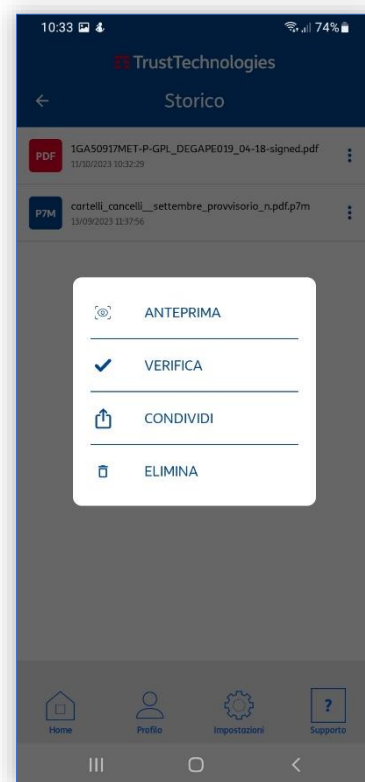 10:33 74%
TrustTechnologies
Storico
PDF 1GA50917MET-P-GPL_DEGAPE019_04-18-signed.pdf
11/10/2023 10:32:29
P7M cartelli_cancelli__settembre_provvisorio_n.pdf.p7m
13/09/2023 11:37:56
ANTEPRIMA
VERIFICA
CONDIVIDI
ELIMINA
?
Home Profilo Impostazioni Supporto